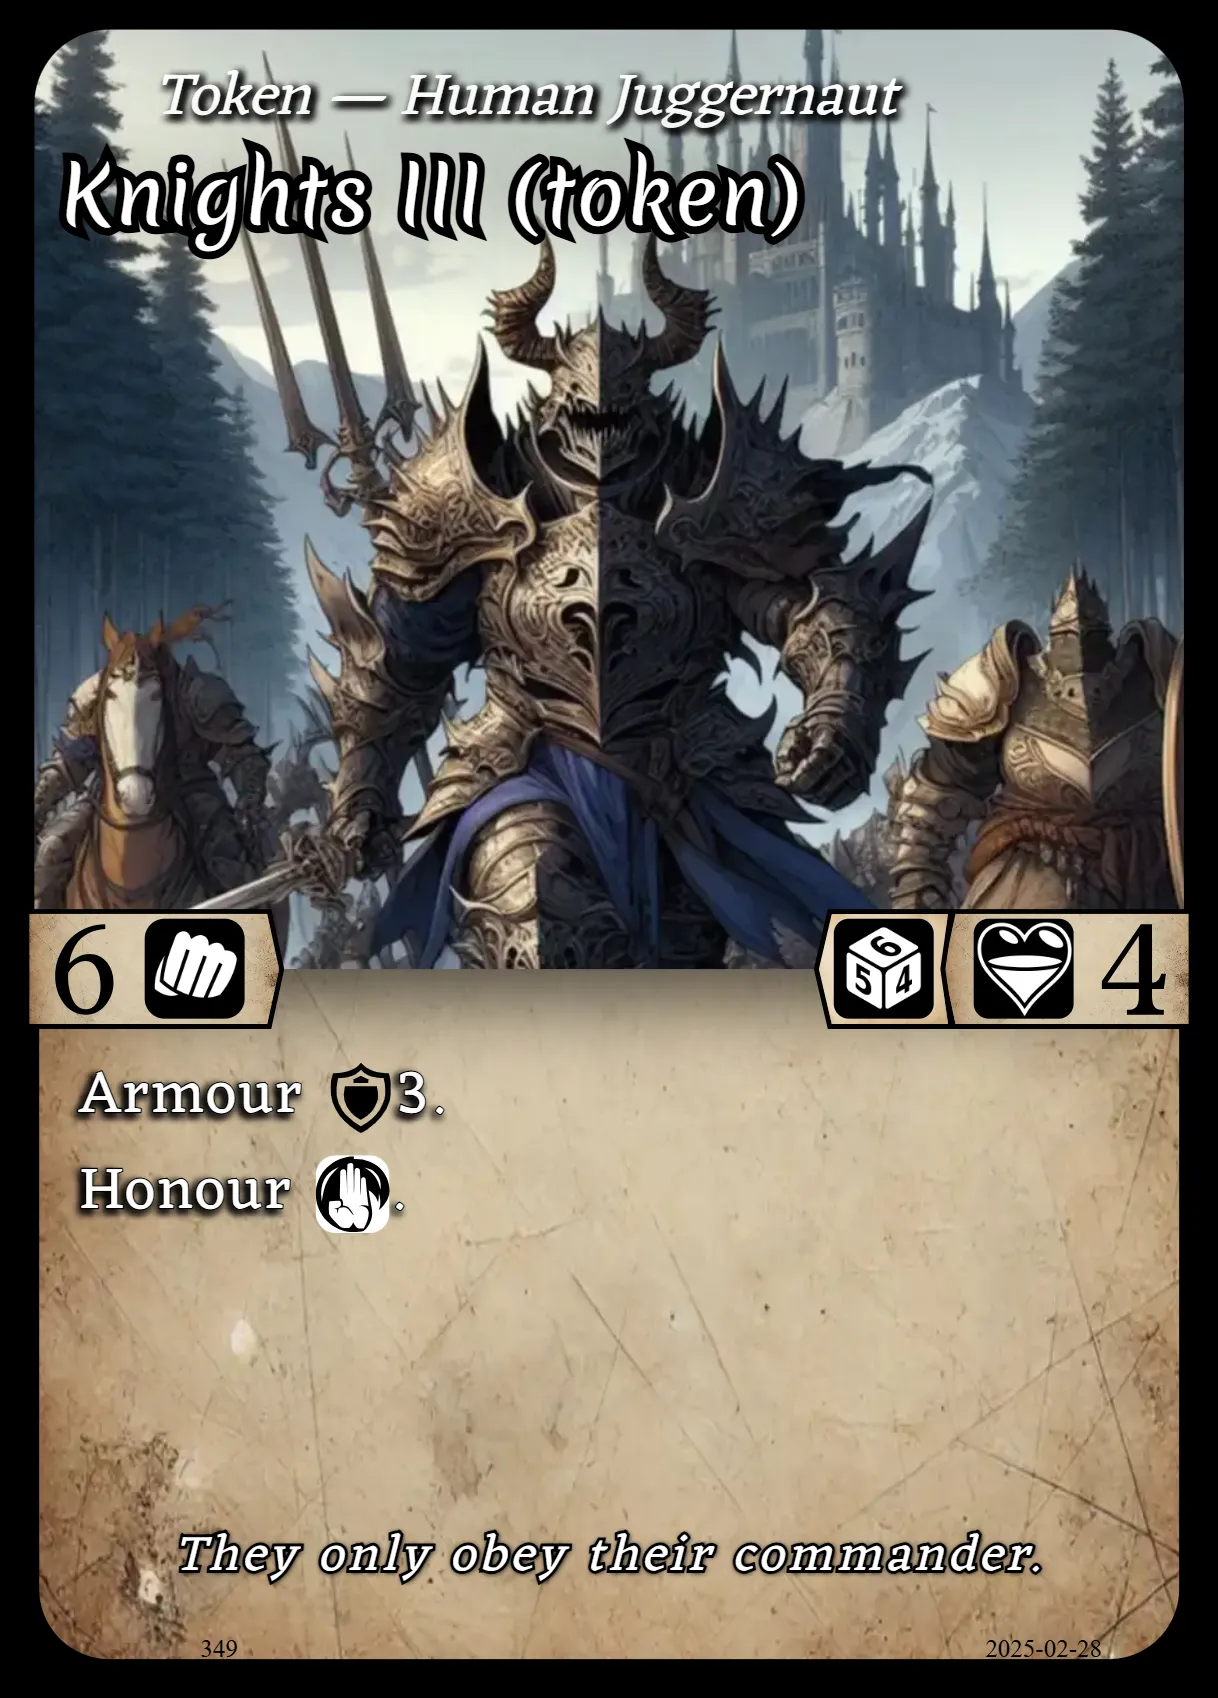 Token — Human Juggernaut
Knights III (token)
6
6 5 4
4
Armour 3.
Honour .
They only obey their commander.
349
2025-02-28